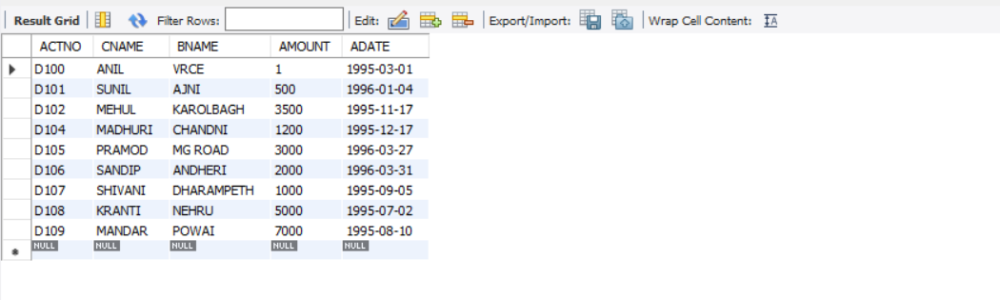 Result Grid Filter Rows: Edit: Export/Import: Wrap Cell Content: IA
ACTNO CNAME BNAME AMOUNT ADATE
D100 ANIL VRCE 1 1995-03-01
D101 SUNIL AJNI 500 1996-01-04
D102 MEHUL KAROLBAGH 3500 1995-11-17
D104 MADHURI CHANDNI 1200 1995-12-17
D105 PRAMOD MG ROAD 3000 1996-03-27
D106 SANDIP ANDHERI 2000 1996-03-31
D107 SHIVANI DHARAMPETH 1000 1995-09-05
D108 KRANTI NEHRU 5000 1995-07-02
D109 MANDAR POWAI 7000 1995-08-10
NULL NULL NULL NULL NULL